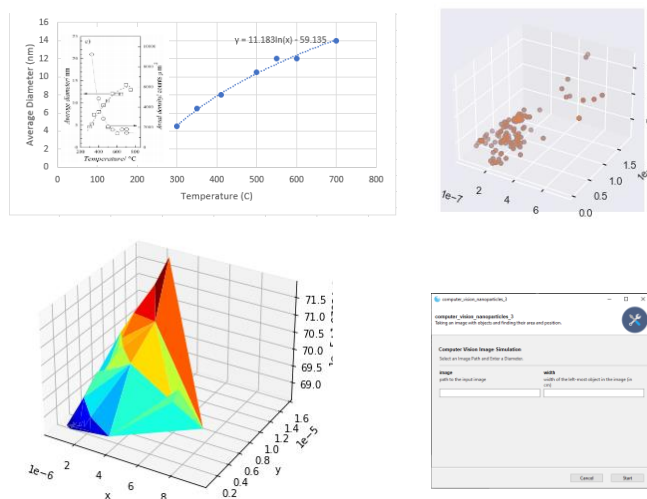 16
14
12
10
8
6
4
2
0
Average Diameter (nm)
y = 11.183ln(x) - 59.135
Average diameter nm
Temperature/ °C
0 100 200 300 400 500 600 700 800
Temperature (C)
1e-7
2
4
6
0.0
0.5
1.0
1.5
71.5
71.0
70.5
70.0
69.5
69.0
1e-6
2
4
6
8
x
0.2
0.4
0.6
0.8
1.0
1.2
1.4
1.6
1e-5
y
computer_vision_nanoparticles_3
computer_vision_nanoparticles_3
Taking an image with objects and finding their area and position.
Computer Vision Image Simulation
Select an Image Path and Enter a Diameter.
image
path to the input image
width
width of the left-most object in the image (in cm)
Cancel
Start